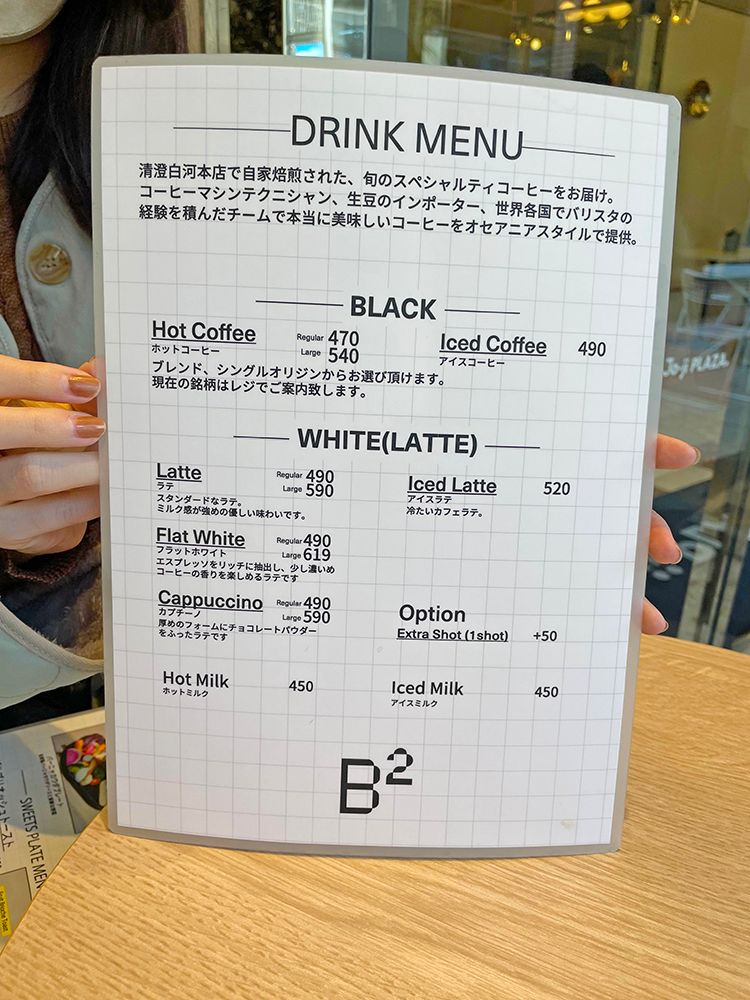 DRINK MENU
清澄白河本店で自家焙煎された、旬のスペシャルティコーヒーをお届け。
コーヒーマシンテクニシャン、生豆のインポーター、世界各国でバリスタの
経験を積んだチームで本当に美味しいコーヒーをオセアニアスタイルで提供。
BLACK
Hot Coffee Regular 470
ホットコーヒー Large 540
Iced Coffee 490
アイスコーヒー
ブレンド、シングルオリジンからお選び頂けます。
現在の銘柄はレジでご案内致します。
WHITE(LATTE)
Latte Regular 490
ラテ Large 590
スタンダードなラテ。
ミルク感が強めの優しい味わいです。
Iced Latte 520
アイスラテ
冷たいカフェラテ。
Flat White Regular 490
フラットホワイト Large 619
エスプレッソをリッチに抽出し、少し濃いめ
コーヒーの香りを楽しめるラテです
Cappuccino Regular 490
カプチーノ Large 590
厚めのフォームにチョコレートパウダー
をふったラテです
Option
Extra Shot (1shot) +50
Hot Milk 450
ホットミルク
Iced Milk 450
アイスミルク
B2
Jo-ji PLAZA
バーニャカウダプレート
SWEETS PLATE MEN